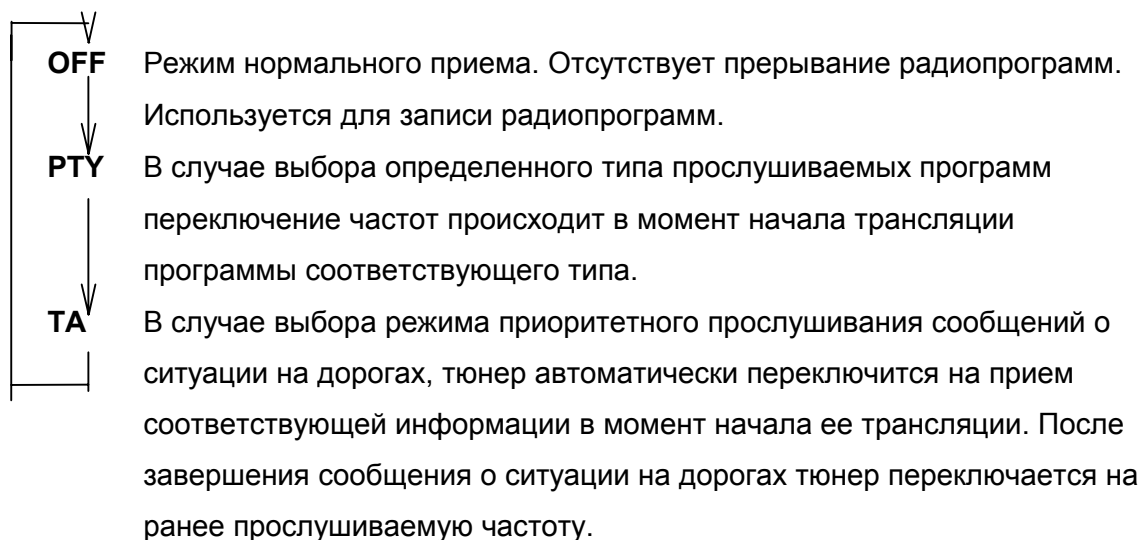 OFF Режим нормального приема. Отсутствует прерывание радиопрограмм.
Используется для записи радиопрограмм.
PTY В случае выбора определенного типа прослушиваемых программ
переключение частот происходит в момент начала трансляции
программы соответствующего типа.
TA В случае выбора режима приоритетного прослушивания сообщений о
ситуации на дорогах, тюнер автоматически переключится на прием
соответствующей информации в момент начала ее трансляции. После
завершения сообщения о ситуации на дорогах тюнер переключается на
ранее прослушиваемую частоту.